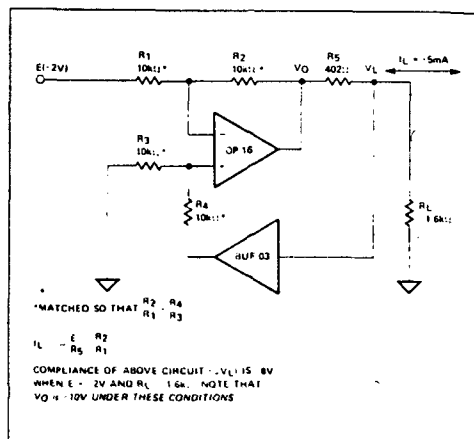 R1
10kΩ*
R2
10kΩ*
VO
R5
402Ω
VL
IL = -5mA
E(-2V)
R3
10kΩ*
OP 16
R4
10kΩ*
BUF 03
RL
1.6kΩ
*MATCHED SO THAT R2 R4
R1 R3
IL E R2
R5 R1
COMPLIANCE OF ABOVE CIRCUIT VL) IS 8V
WHEN E 2V AND RL 1.6k. NOTE THAT
VO 10V UNDER THESE CONDITIONS